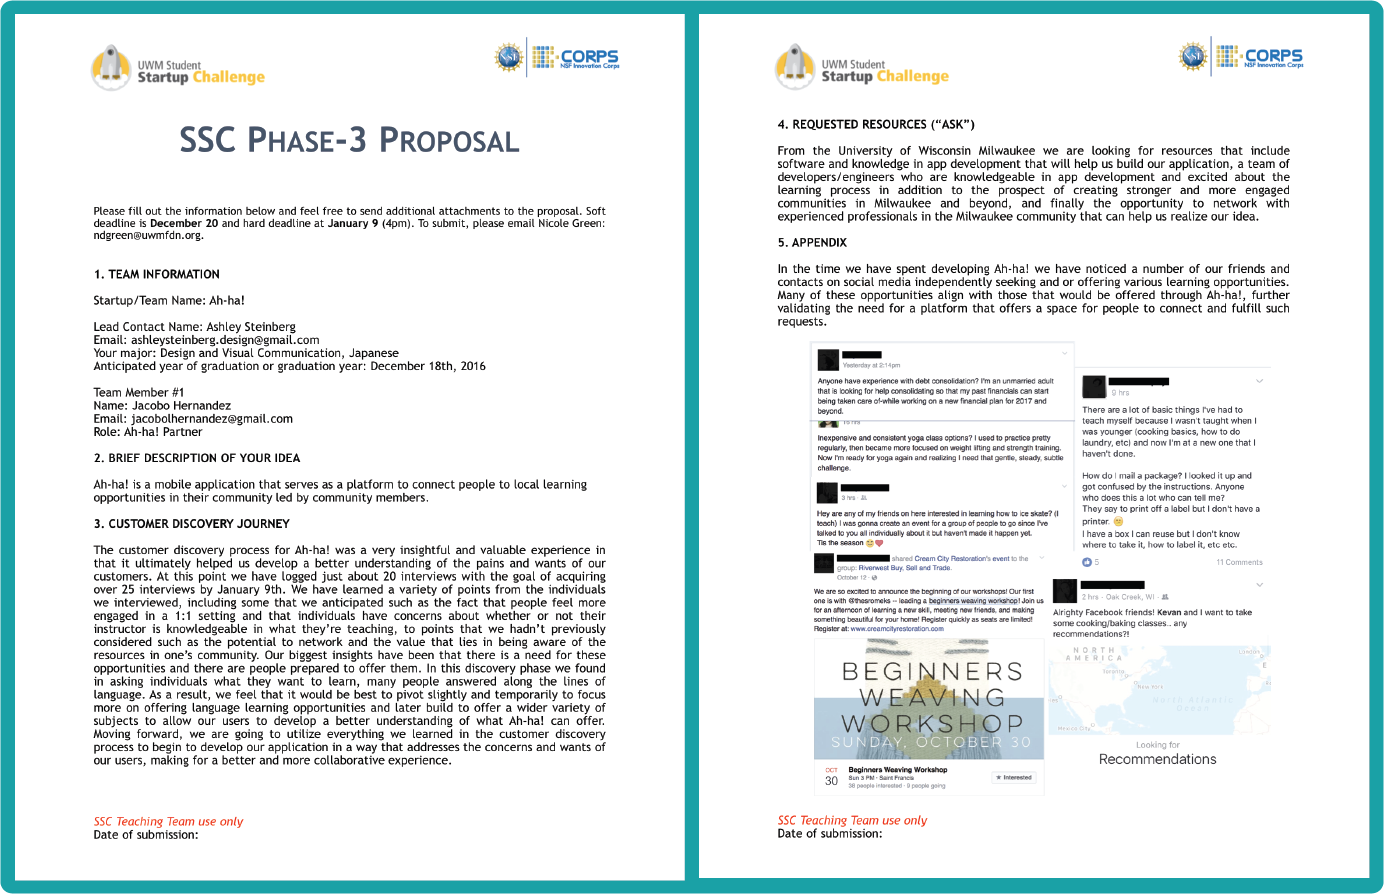 UWM Student
Startup Challenge
NSF
I-CORPS
NSF Innovation Corps
SSC PHASE-3 PROPOSAL
Please fill out the information below and feel free to send additional attachments to the proposal. Soft
deadline is December 20 and hard deadline at January 9 (4pm). To submit, please email Nicole Green:
ndgreen@uwmfdn.org.
1. TEAM INFORMATION
Startup/Team Name: Ah-ha!
Lead Contact Name: Ashley Steinberg
Email: ashleysteinberg.design@gmail.com
Your major: Design and Visual Communication, Japanese
Anticipated year of graduation or graduation year: December 18th, 2016
Team Member #1
Name: Jacobo Hernandez
Email: jacobolhernandez@gmail.com
Role: Ah-ha! Partner
2. BRIEF DESCRIPTION OF YOUR IDEA
Ah-ha! is a mobile application that serves as a platform to connect people to local learning
opportunities in their community led by community members.
3. CUSTOMER DISCOVERY JOURNEY
The customer discovery process for Ah-ha! was a very insightful and valuable experience in
that it ultimately helped us develop a better understanding of the pains and wants of our
customers. At this point we have logged just about 20 interviews with the goal of acquiring
over 25 interviews by January 9th. We have learned a variety of points from the individuals
we interviewed, including some that we anticipated such as the fact that people feel more
engaged in a 1:1 setting and that individuals have concerns about whether or not their
instructor is knowledgeable in what they're teaching, to points that we hadn't previously
considered such as the potential to network and the value that lies in being aware of the
resources in one's community. Our biggest insights have been that there is a need for these
opportunities and there are people prepared to offer them. In this discovery phase we found
in asking individuals what they want to learn, many people answered along the lines of
language. As a result, we feel that it would be best to pivot slightly and temporarily to focus
more on offering language learning opportunities and later build to offer a wider variety of
subjects to allow our users to develop a better understanding of what Ah-ha! can offer.
Moving forward, we are going to utilize everything we learned in the customer discovery
process to begin to develop our application in a way that addresses the concerns and wants of
our users, making for a better and more collaborative experience.
SSC Teaching Team use only
Date of submission:
UWM Student
Startup Challenge
NSF
I-CORPS
NSF Innovation Corps
4. REQUESTED RESOURCES ("ASK")
From the University of Wisconsin Milwaukee we are looking for resources that include
software and knowledge in app development that will help us build our application, a team of
developers/engineers who are knowledgeable in app development and excited about the
learning process in addition to the prospect of creating stronger and more engaged
communities in Milwaukee and beyond, and finally the opportunity to network with
experienced professionals in the Milwaukee community that can help us realize our idea.
5. APPENDIX
In the time we have spent developing Ah-ha! we have noticed a number of our friends and
contacts on social media independently seeking and or offering various learning opportunities.
Many of these opportunities align with those that would be offered through Ah-ha!, further
validating the need for a platform that offers a space for people to connect and fulfill such
requests.
Yesterday at 2:14pm
Anyone have experience with debt consolidation? I'm an unmarried adult
that is looking for help consolidating so that my past financials can start
being taken care of-while working on a new financial plan for 2017 and
beyond.
Inexpensive and consistent yoga class options? I used to practice pretty
regularly, then became more focused on weight lifting and strength training.
Now I'm ready for yoga again and realizing I need that gentle, steady, subtle
challenge.
3 hrs ·
Hey are any of my friends on here interested in learning how to ice skate? (I
teach) I was gonna create an event for a group of people to go since I've
talked to you all individually about it but haven't made it happen yet.
Tis the season 😊💗
shared Cream City Restoration's event to the
group: Riverwest Buy, Sell and Trade.
October 12 ·
We are so excited to announce the beginning of our workshops! Our first
one is with @thesromeks -- leading a beginners weaving workshop! Join us
for an afternoon of learning a new skill, meeting new friends, and making
something beautiful for your home! Register quickly as seats are limited!
Register at: www.creamcityrestoration.com
BEGINNERS
WEAVING
WORKSHOP
SUNDAY, OCTOBER 30
OCT
30
Beginners Weaving Workshop
Sun 3 PM · Saint Francis
38 people interested · 9 people going
★ Interested
9 hrs
There are a lot of basic things I've had to
teach myself because I wasn't taught when I
was younger (cooking basics, how to do
laundry, etc) and now I'm at a new one that I
haven't done.
How do I mail a package? I looked it up and
got confused by the instructions. Anyone
who does this a lot who can tell me?
They say to print off a label but I don't have a
printer. 😕
I have a box I can reuse but I don't know
where to take it, how to label it, etc etc.
5
11 Comments
2 hrs · Oak Creek, WI ·
Alrighty Facebook friends! Kevan and I want to take
some cooking/baking classes.. any
recommendations?!
NORTH
AMERICA
London
New York
North Atlantic
Ocean
Mexico City
Looking for
Recommendations
SSC Teaching Team use only
Date of submission: